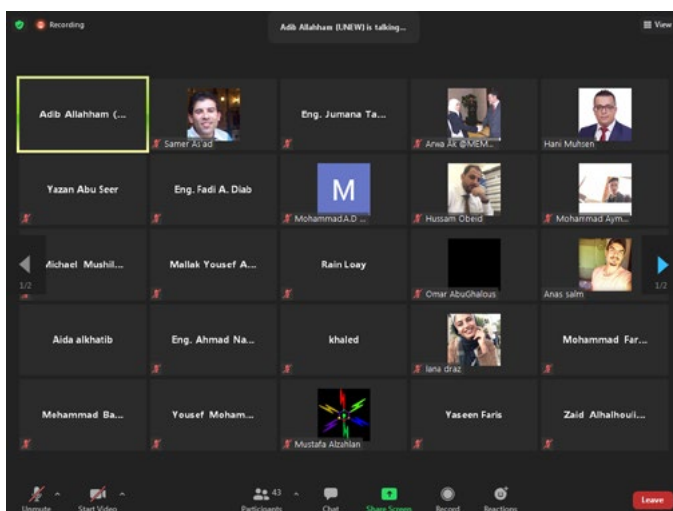 Recording
Adib Allahham (UNEW) is talking...
View
Adib Allahham (...
Samer As'ad
Eng. Jumana Ta...
Arwa Ak @MEM...
Hani Muhsen
Yazan Abu Seer
Eng. Fadi A. Diab
M
Mohammad.A.D ...
Hussam Obeid
Mohammad Aym...
1/2
Michael Mushil...
Mallak Yousef A...
Rain Loay
Omar AbuGhalous
Anas salm
1/2
Aida alkhatib
Eng. Ahmad Na...
khaled
lana draz
Mohammad Far...
Mohammad Ba...
Yousef Moham...
Mustafa Alzahlan
Yaseen Faris
Zaid Alhalhouli...
Unmute
Start Video
43
Participants
Chat
Share Screen
Record
Reactions
Leave